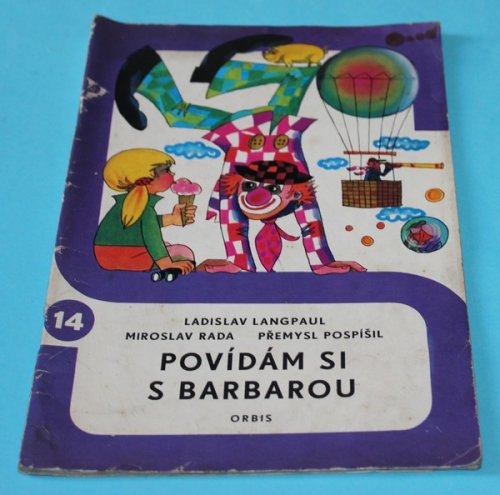 14
LADISLAV LANGPAUL
MIROSLAV RADA PŘEMYSL POSPÍŠIL
POVÍDÁM SI
S BARBAROU
ORBIS